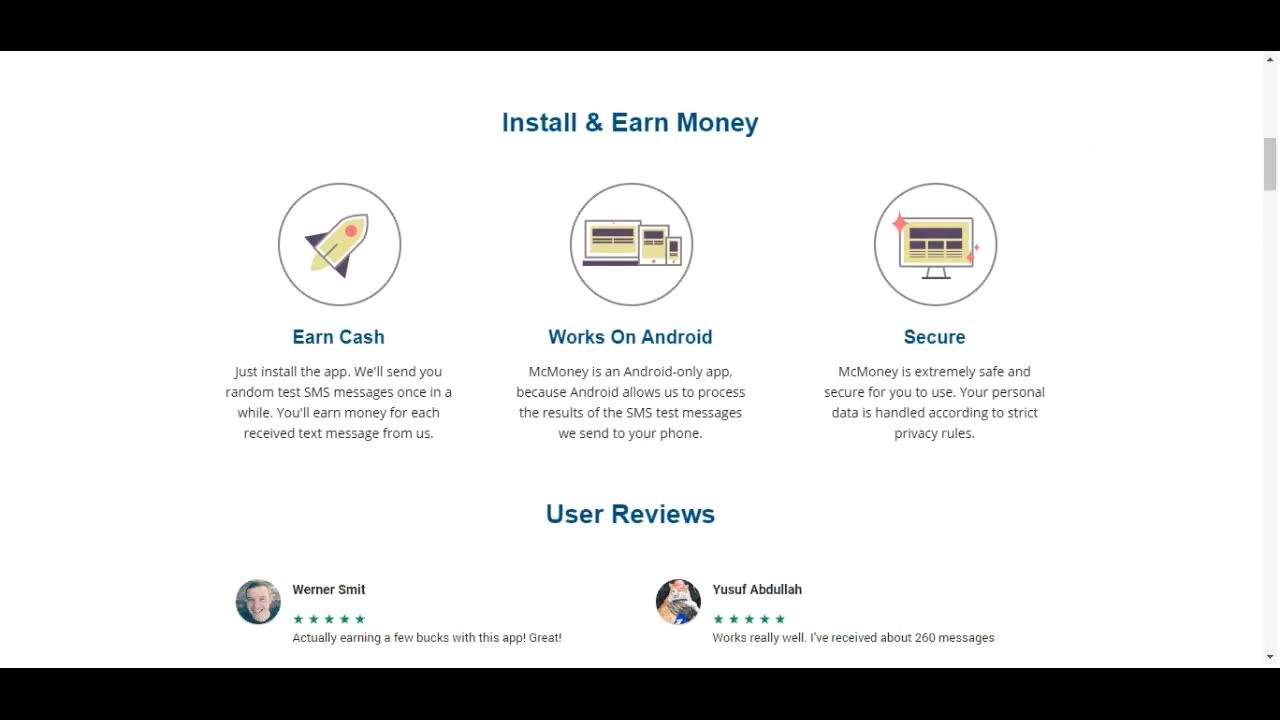 Install & Earn Money
Earn Cash
Just install the app. We'll send you
random test SMS messages once in a
while. You'll earn money for each
received text message from us.
Works On Android
McMoney is an Android-only app,
because Android allows us to process
the results of the SMS test messages
we send to your phone.
Secure
McMoney is extremely safe and
secure for you to use. Your personal
data is handled according to strict
privacy rules.
User Reviews
Werner Smit
Actually earning a few bucks with this app! Great!
Yusuf Abdullah
Works really well. I've received about 260 messages